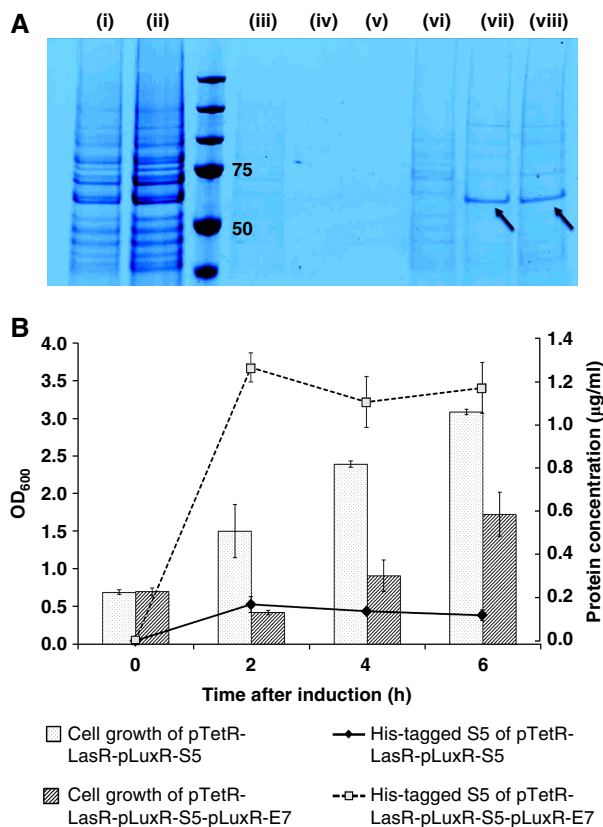 A
(i) (ii) (iii) (iv) (v) (vi) (vii) (viii)
75
50
B
4.0
3.5
3.0
2.5
2.0
1.5
1.0
0.5
0.0
OD600
1.4
1.2
1.0
0.8
0.6
0.4
0.2
0.0
Protein concentration (μg/ml)
0 2 4 6
Time after induction (h)
Cell growth of pTetR-
LasR-pLuxR-S5
His-tagged S5 of pTetR-
LasR-pLuxR-S5
Cell growth of pTetR-
LasR-pLuxR-S5-pLuxR-E7
His-tagged S5 of pTetR-
LasR-pLuxR-S5-pLuxR-E7